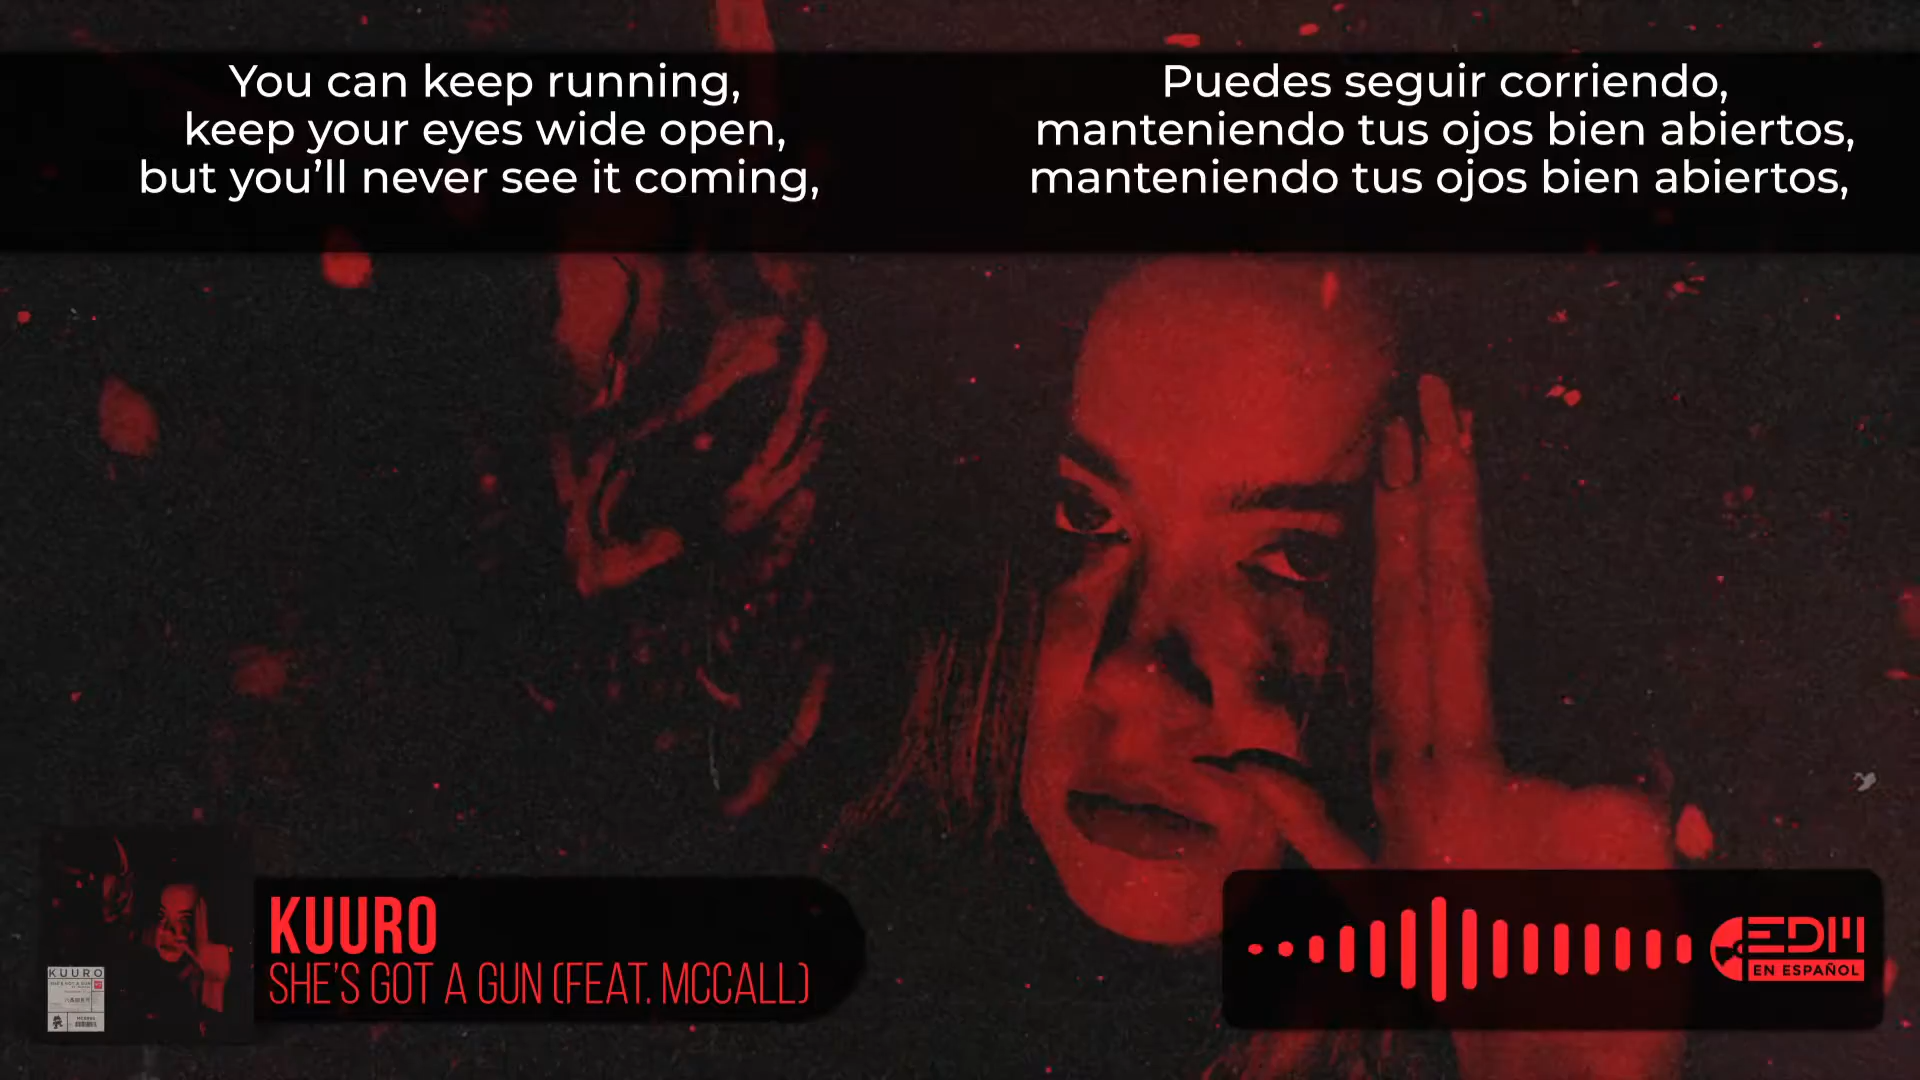 You can keep running,
keep your eyes wide open,
but you’ll never see it coming,
Puedes seguir corriendo,
manteniendo tus ojos bien abiertos,
manteniendo tus ojos bien abiertos,
KUURO
KUURO
SHE'S GOT A GUN (FEAT. MCCALL)
EDM
EN ESPAÑOL